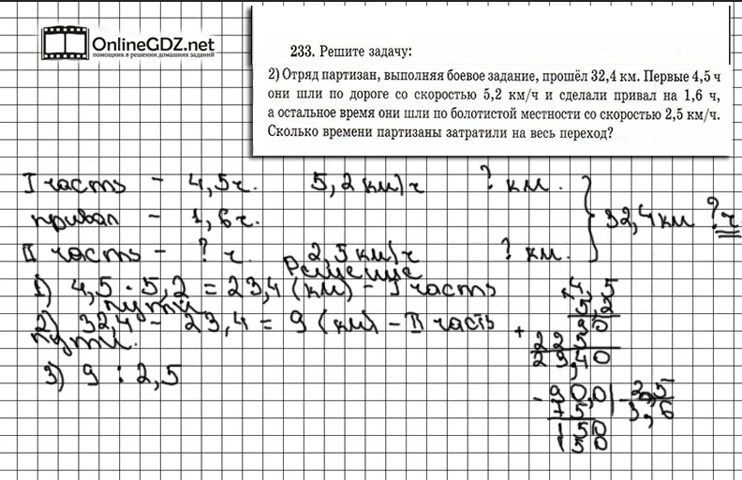 OnlineGDZ.net
помощник в решении домашних заданий
233. Решите задачу:
2) Отряд партизан, выполняя боевое задание, прошёл 32,4 км. Первые 4,5 ч
они шли по дороге со скоростью 5,2 км/ч и сделали привал на 1,6 ч,
а остальное время они шли по болотистой местности со скоростью 2,5 км/ч.
Сколько времени партизаны затратили на весь переход?
I часть - 4,5ч. 5,2 км/ч ? км.
привал - 1,6ч. 32,4 км ? ч
II часть - ? ч. 2,5 км/ч ? км.
Решение
1) 4,5 · 5,2 = 23,4 (км) - I часть
пути
2) 32,4 - 23,4 = 9 (км) - II часть
пути.
3) 9 : 2,5
× 4,5
5,2
90
+ 225
23,40
- 90,0 | 2,5
75 3,6
150
150